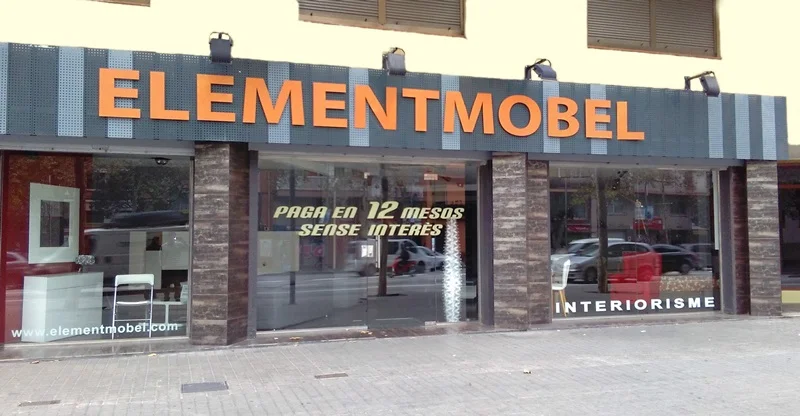 ELEMENTMOBEL
PAGA EN 12 MESOS
SENSE INTERÈS
www.elementmobel.com
INTERIORISME